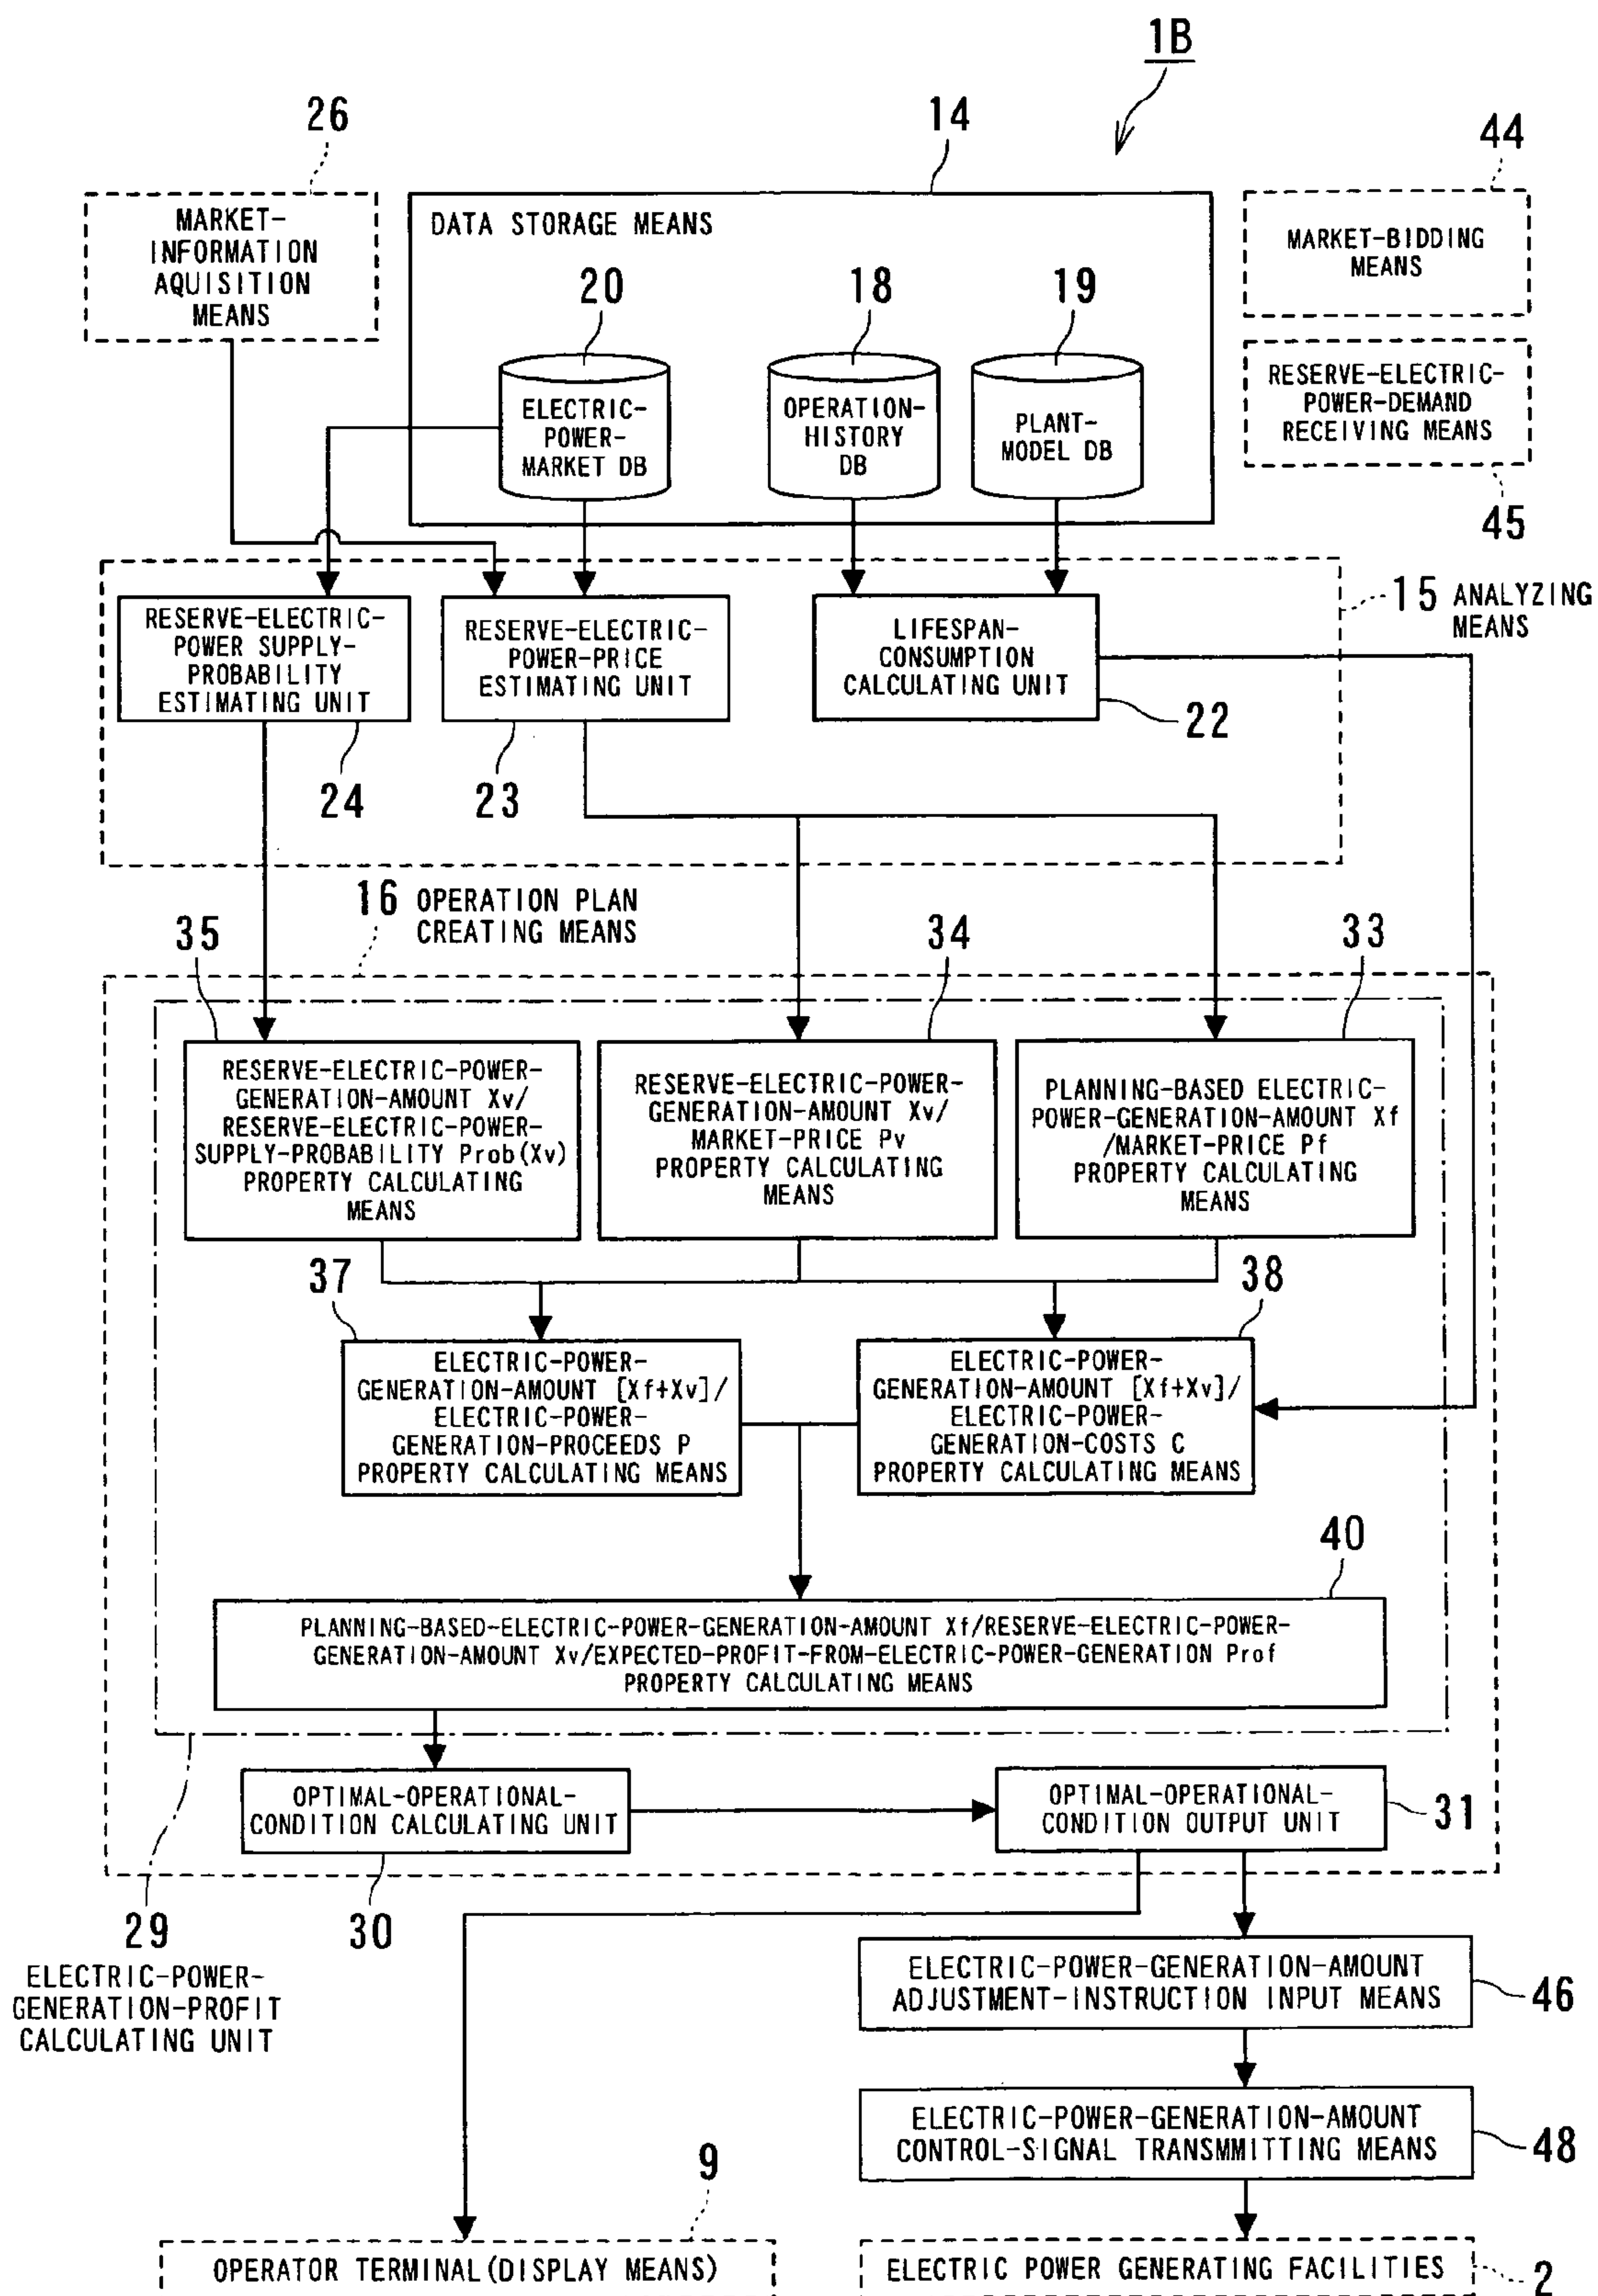 1B
26
14
44
MARKET-
INFORMATION
AQUISITION
MEANS
DATA STORAGE MEANS
MARKET-BIDDING
MEANS
20
18
19
ELECTRIC-
POWER-
MARKET DB
OPERATION-
HISTORY
DB
PLANT-
MODEL DB
RESERVE-ELECTRIC-
POWER-DEMAND
RECEIVING MEANS
45
RESERVE-ELECTRIC-
POWER SUPPLY-
PROBABILITY
ESTIMATING UNIT
RESERVE-ELECTRIC-
POWER-PRICE
ESTIMATING UNIT
LIFESPAN-
CONSUMPTION
CALCULATING UNIT
15 ANALYZING
MEANS
22
24
23
16 OPERATION PLAN
CREATING MEANS
35
34
33
RESERVE-ELECTRIC-POWER-
GENERATION-AMOUNT Xv/
RESERVE-ELECTRIC-POWER-
SUPPLY-PROBABILITY Prob(Xv)
PROPERTY CALCULATING
MEANS
RESERVE-ELECTRIC-POWER-
GENERATION-AMOUNT Xv/
MARKET-PRICE Pv
PROPERTY CALCULATING
MEANS
PLANNING-BASED ELECTRIC-
POWER-GENERATION-AMOUNT Xf
/MARKET-PRICE Pf
PROPERTY CALCULATING
MEANS
37
38
ELECTRIC-POWER-
GENERATION-AMOUNT [Xf+Xv]/
ELECTRIC-POWER-
GENERATION-PROCEEDS P
PROPERTY CALCULATING MEANS
ELECTRIC-POWER-
GENERATION-AMOUNT [Xf+Xv]/
ELECTRIC-POWER-
GENERATION-COSTS C
PROPERTY CALCULATING MEANS
40
PLANNING-BASED-ELECTRIC-POWER-GENERATION-AMOUNT Xf/RESERVE-ELECTRIC-POWER-
GENERATION-AMOUNT Xv/EXPECTED-PROFIT-FROM-ELECTRIC-POWER-GENERATION Prof
PROPERTY CALCULATING MEANS
OPTIMAL-OPERATIONAL-
CONDITION CALCULATING UNIT
OPTIMAL-OPERATIONAL-
CONDITION OUTPUT UNIT
31
29
30
ELECTRIC-POWER-
GENERATION-PROFIT
CALCULATING UNIT
ELECTRIC-POWER-GENERATION-AMOUNT
ADJUSTMENT-INSTRUCTION INPUT MEANS
46
ELECTRIC-POWER-GENERATION-AMOUNT
CONTROL-SIGNAL TRANSMMITTING MEANS
48
9
OPERATOR TERMINAL(DISPLAY MEANS)
ELECTRIC POWER GENERATING FACILITIES
2